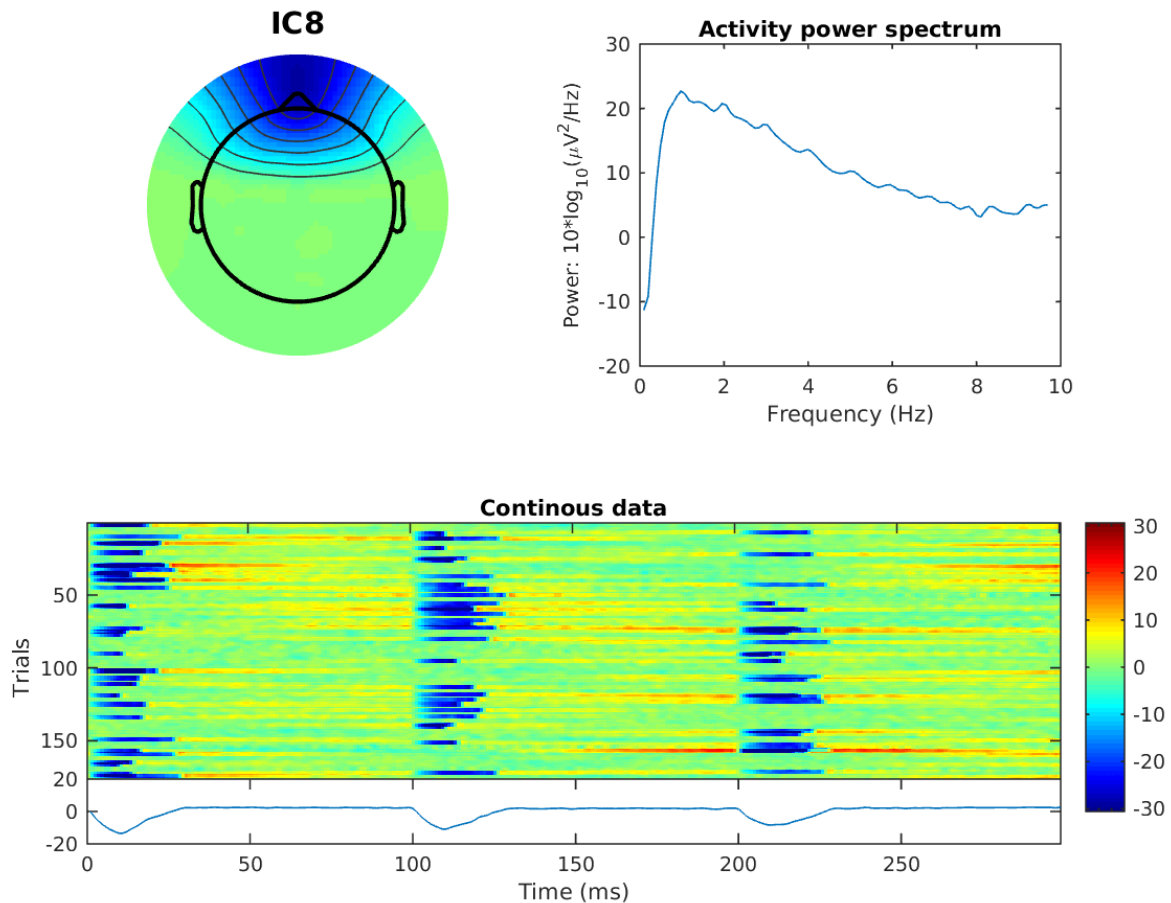 IC8
Activity power spectrum
30
20
10
0
-10
-20
Power: 10*log10(μV2/Hz)
0 2 4 6 8 10
Frequency (Hz)
Continous data
50
100
150
Trials
30
20
10
0
-10
-20
-30
20
0
-20
0 50 100 150 200 250
Time (ms)